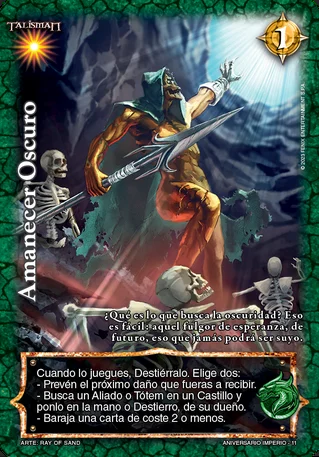 TALISMAN
1
Amanecer Oscuro
© 2023 FENIX ENTERTAINMENT S.P.A.
¿Qué es lo que busca la oscuridad? Eso
es fácil: aquel fulgor de esperanza, de
futuro, eso que jamás podrá ser suyo.
Cuando lo juegues, Destiérralo. Elige dos:
- Prevén el próximo daño que fueras a recibir.
- Busca un Aliado o Tótem en un Castillo y
ponlo en la mano o Destierro, de su dueño.
- Baraja una carta de coste 2 o menos.
ARTE: RAY OF SAND
ANIVERSARIO IMPERIO - 11